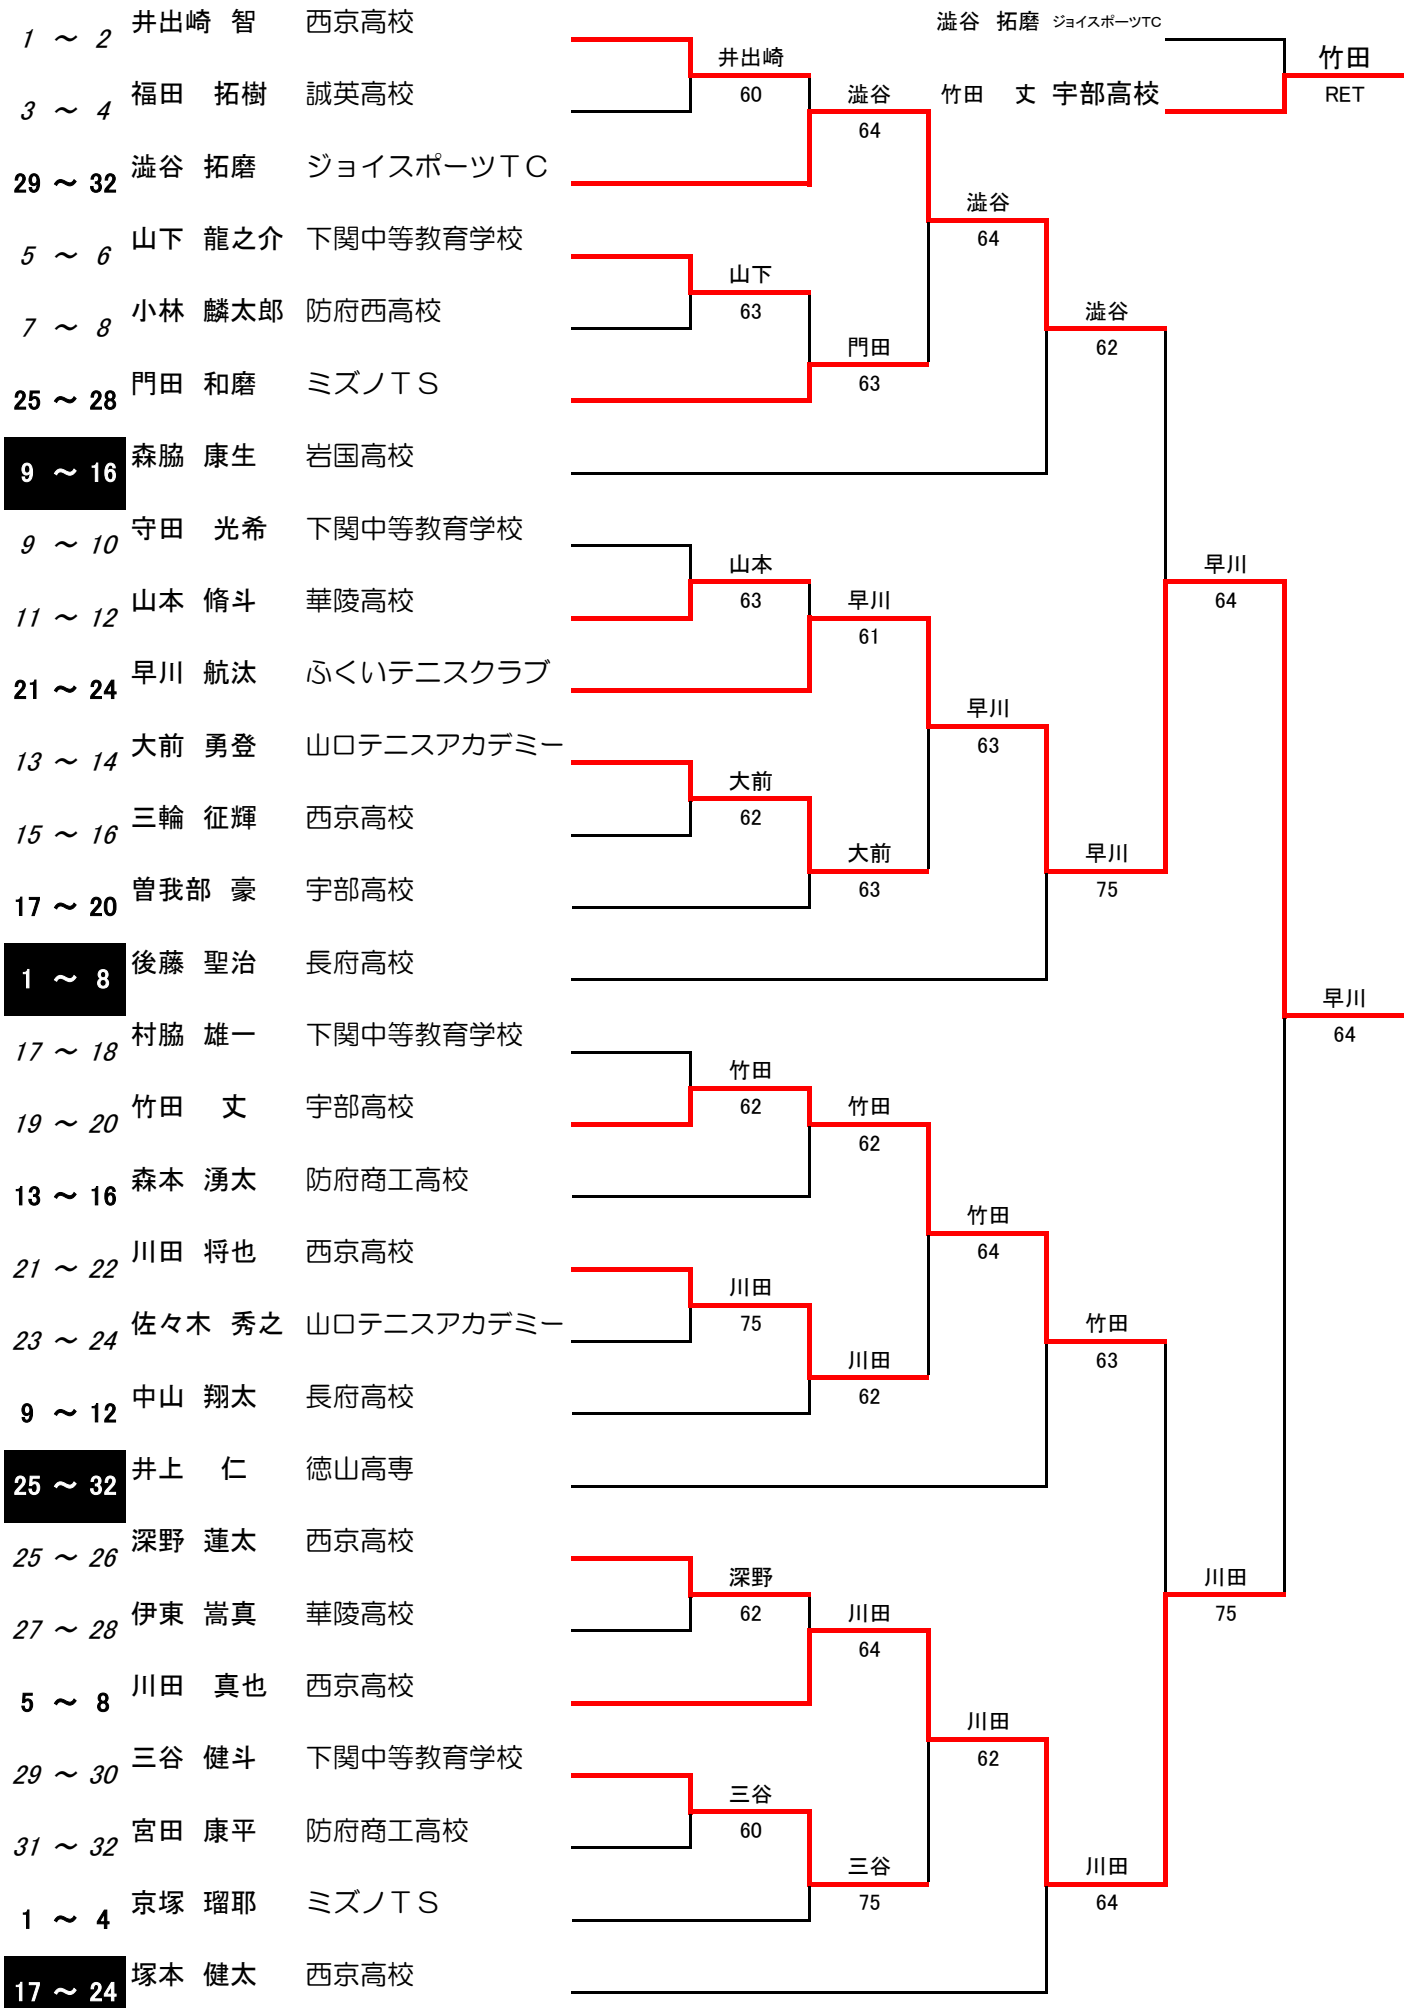 井出崎 智 西京高校 澁谷 拓磨 ジョイスポーツTC
1 ～ 2 井出崎 竹田
福田 拓樹 誠英高校 60 澁谷 竹田 丈 宇部高校 RET
3 ～ 4 64
澁谷 拓磨 ジョイスポーツＴＣ
29 ～ 32 澁谷
山下 龍之介 下関中等教育学校 64
5 ～ 6 山下
小林 麟太郎 防府西高校 63 澁谷
7 ～ 8 門田 62
門田 和磨 ミズノＴＳ 63
25 ～ 28
森脇 康生 岩国高校
9 ～ 16
守田 光希 下関中等教育学校
9 ～ 10 山本 早川
山本 脩斗 華陵高校 63 早川 64
11 ～ 12 61
早川 航汰 ふくいテニスクラブ
21 ～ 24 早川
大前 勇登 山口テニスアカデミー 63
13 ～ 14 大前
三輪 征輝 西京高校 62
15 ～ 16 大前 早川
曽我部 豪 宇部高校 63 75
17 ～ 20
後藤 聖治 長府高校
1 ～ 8 早川
村脇 雄一 下関中等教育学校 64
17 ～ 18 竹田
竹田 丈 宇部高校 62 竹田
19 ～ 20 62
森本 湧太 防府商工高校
13 ～ 16 竹田
川田 将也 西京高校 64
21 ～ 22 川田
佐々木 秀之 山口テニスアカデミー 75 竹田
23 ～ 24 川田 63
中山 翔太 長府高校 62
9 ～ 12
井上 仁 徳山高専
25 ～ 32
深野 蓮太 西京高校
25 ～ 26 深野 川田
伊東 嵩真 華陵高校 62 川田 75
27 ～ 28 64
川田 真也 西京高校
5 ～ 8 川田
三谷 健斗 下関中等教育学校 62
29 ～ 30 三谷
宮田 康平 防府商工高校 60
31 ～ 32 三谷 川田
京塚 瑠耶 ミズノＴＳ 75 64
1 ～ 4
塚本 健太 西京高校
17 ～ 24